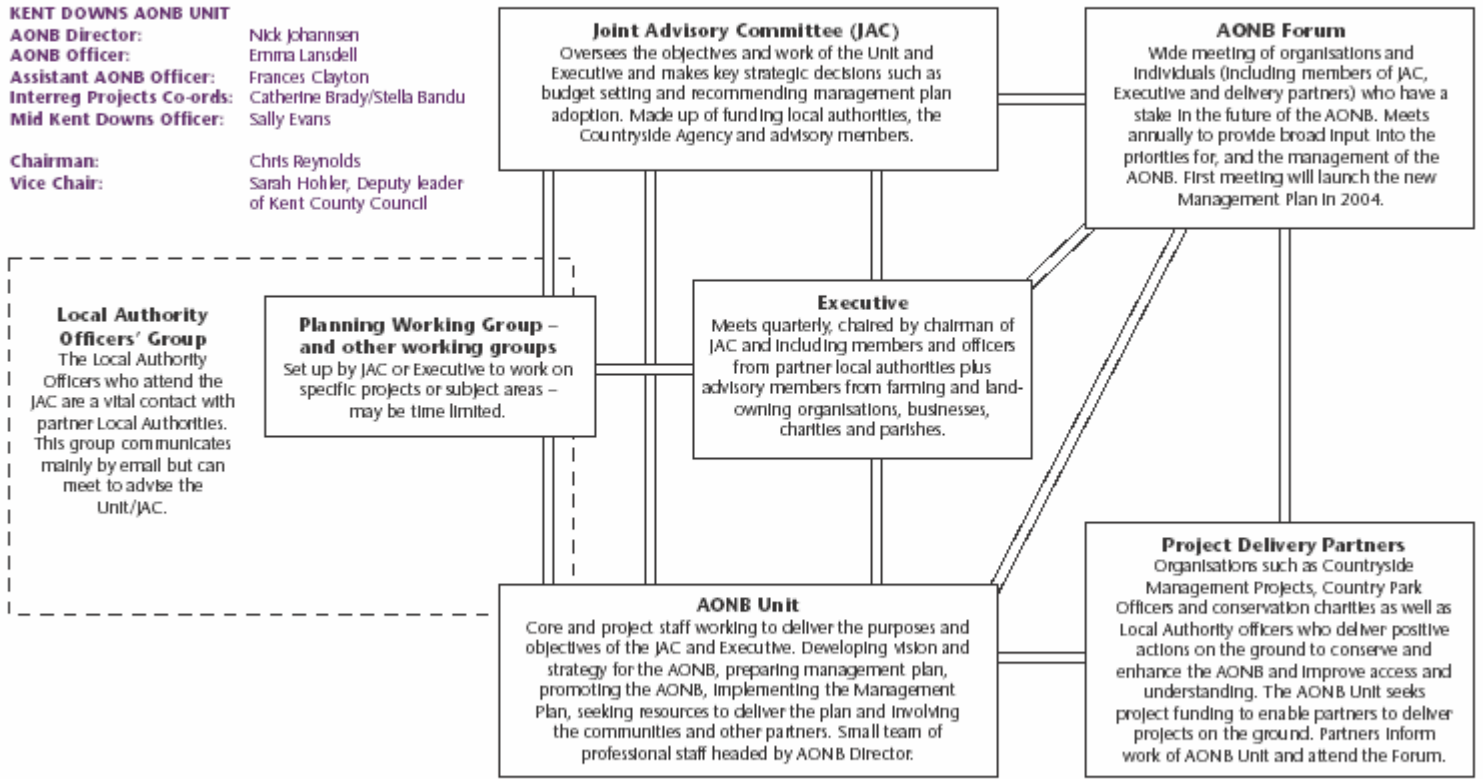 KENT DOWNS AONB UNIT
AONB Director: Nick Johannsen
AONB Officer: Emma Lansdell
Assistant AONB Officer: Frances Clayton
Interreg Projects Co-ords: Catherine Brady/Stella Bandu
Mid Kent Downs Officer: Sally Evans
Chairman: Chris Reynolds
Vice Chair: Sarah Hohler, Deputy leader
of Kent County Council
Joint Advisory Committee (JAC)
Oversees the objectives and work of the Unit and
Executive and makes key strategic decisions such as
budget setting and recommending management plan
adoption. Made up of funding local authorities, the
Countryside Agency and advisory members.
AONB Forum
Wide meeting of organisations and
individuals (including members of JAC,
Executive and delivery partners) who have a
stake in the future of the AONB. Meets
annually to provide broad input into the
priorities for, and the management of the
AONB. First meeting will launch the new
Management Plan in 2004.
Local Authority
Officers' Group
The Local Authority
Officers who attend the
JAC are a vital contact with
partner Local Authorities.
This group communicates
mainly by email but can
meet to advise the
Unit/JAC.
Planning Working Group –
and other working groups
Set up by JAC or Executive to work on
specific projects or subject areas –
may be time limited.
Executive
Meets quarterly, chaired by chairman of
JAC and including members and officers
from partner local authorities plus
advisory members from farming and land-
owning organisations, businesses,
charities and parishes.
AONB Unit
Core and project staff working to deliver the purposes and
objectives of the JAC and Executive. Developing vision and
strategy for the AONB, preparing management plan,
promoting the AONB, implementing the Management
Plan, seeking resources to deliver the plan and involving
the communities and other partners. Small team of
professional staff headed by AONB Director.
Project Delivery Partners
Organisations such as Countryside
Management Projects, Country Park
Officers and conservation charities as well as
Local Authority officers who deliver positive
actions on the ground to conserve and
enhance the AONB and improve access and
understanding. The AONB Unit seeks
project funding to enable partners to deliver
projects on the ground. Partners inform
work of AONB Unit and attend the Forum.